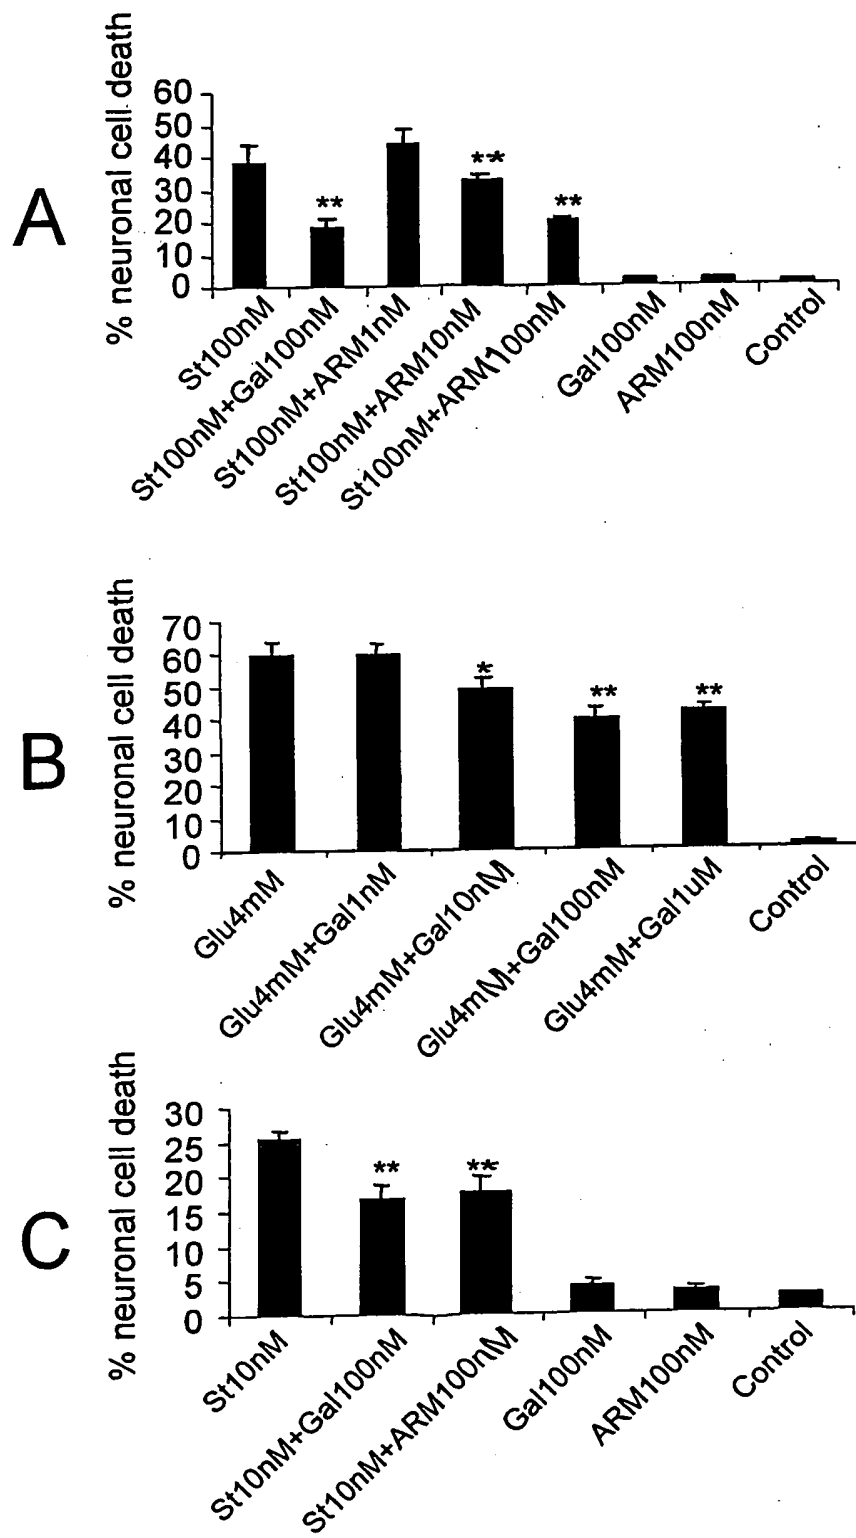 A
% neuronal cell death
60
50
40
30
20
10
0
**
**
**
St100nM
St100nM+Gal100nM
St100nM+ARM1nM
St100nM+ARM10nM
St100nM+ARM100nM
Gal100nM
ARM100nM
Control
B
% neuronal cell death
70
60
50
40
30
20
10
0
*
**
**
Glu4mM
Glu4mM+Gal1nM
Glu4mM+Gal10nM
Glu4mM+Gal100nM
Glu4mM+Gal1uM
Control
C
% neuronal cell death
30
25
20
15
10
5
0
**
**
St10nM
St10nM+Gal100nM
St10nM+ARM100nM
Gal100nM
ARM100nM
Control